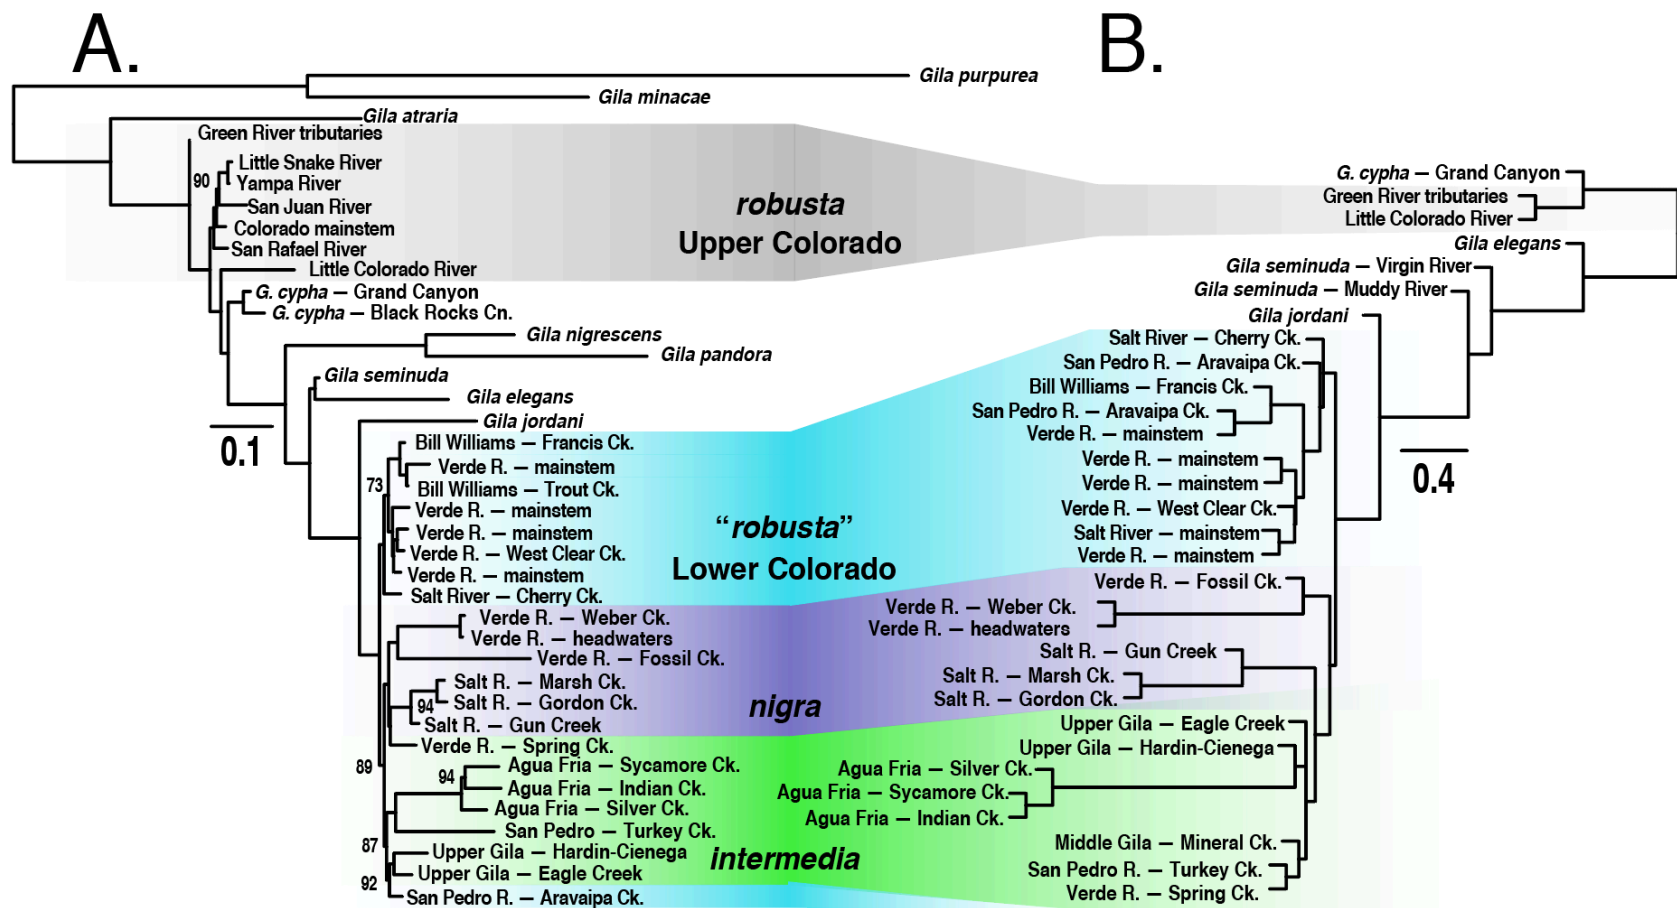 A.
B.
Gila purpurea
Gila minacae
Gila atraria
Green River tributaries
90
Little Snake River
Yampa River
San Juan River
Colorado mainstem
San Rafael River
Little Colorado River
G. cypha — Grand Canyon
G. cypha — Black Rocks Cn.
Gila nigrescens
Gila pandora
Gila seminuda
Gila elegans
Gila jordani
0.1
Bill Williams — Francis Ck.
Verde R. — mainstem
73
Bill Williams — Trout Ck.
Verde R. — mainstem
Verde R. — mainstem
Verde R. — West Clear Ck.
Verde R. — mainstem
Salt River — Cherry Ck.
Verde R. — Weber Ck.
Verde R. — headwaters
Verde R. — Fossil Ck.
Salt R. — Marsh Ck.
94
Salt R. — Gordon Ck.
Salt R. — Gun Creek
Verde R. — Spring Ck.
89
Agua Fria — Sycamore Ck.
94
Agua Fria — Indian Ck.
Agua Fria — Silver Ck.
San Pedro — Turkey Ck.
87
Upper Gila — Hardin-Cienega
Upper Gila — Eagle Creek
92
San Pedro R. — Aravaipa Ck.
robusta
Upper Colorado
“robusta”
Lower Colorado
nigra
intermedia
G. cypha — Grand Canyon
Green River tributaries
Little Colorado River
Gila elegans
Gila seminuda — Virgin River
Gila seminuda — Muddy River
Gila jordani
Salt River — Cherry Ck.
San Pedro R. — Aravaipa Ck.
Bill Williams — Francis Ck.
San Pedro R. — Aravaipa Ck.
Verde R. — mainstem
Verde R. — mainstem
Verde R. — mainstem
0.4
Verde R. — West Clear Ck.
Salt River — mainstem
Verde R. — mainstem
Verde R. — Fossil Ck.
Verde R. — Weber Ck.
Verde R. — headwaters
Salt R. — Gun Creek
Salt R. — Marsh Ck.
Salt R. — Gordon Ck.
Upper Gila — Eagle Creek
Upper Gila — Hardin-Cienega
Agua Fria — Silver Ck.
Agua Fria — Sycamore Ck.
Agua Fria — Indian Ck.
Middle Gila — Mineral Ck.
San Pedro R. — Turkey Ck.
Verde R. — Spring Ck.